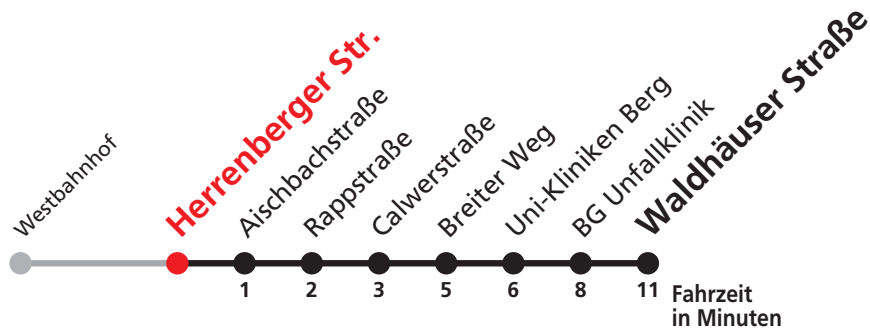 Westbahnhof
Herrenberger Str.
Aischbachstraße
Rappstraße
Calwerstraße
Breiter Weg
Uni-Kliniken Berg
BG Unfallklinik
Waldhäuser Straße
1 2 3 5 6 8 11
Fahrzeit
in Minuten